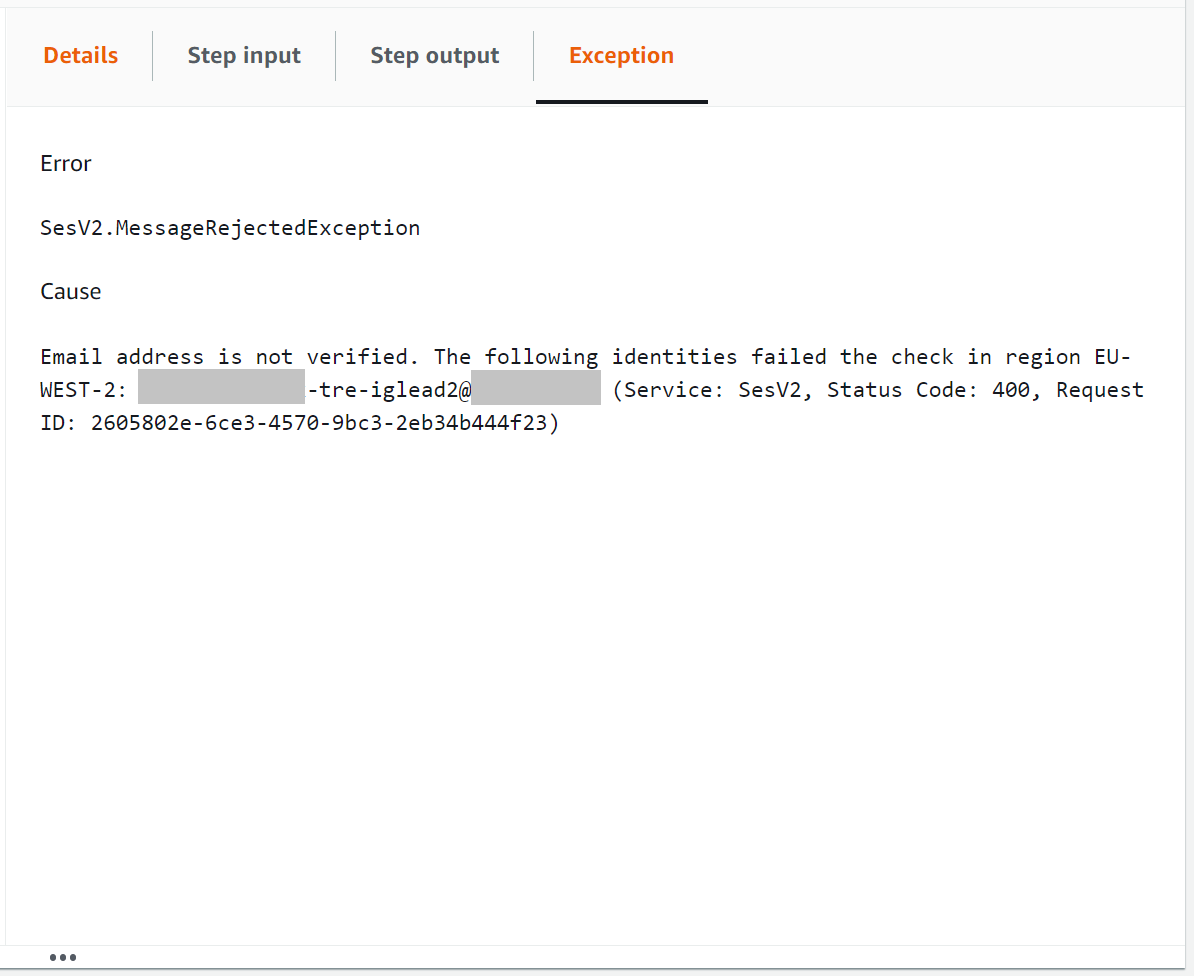 Details Step input Step output Exception
Error
SesV2.MessageRejectedException
Cause
Email address is not verified. The following identities failed the check in region EU-
WEST-2: -tre-iglead2@ (Service: SesV2, Status Code: 400, Request
ID: 2605802e-6ce3-4570-9bc3-2eb34b444f23)